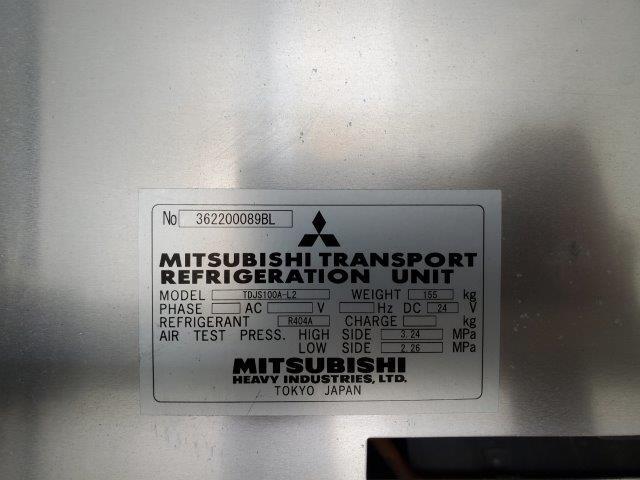 No 362200089BL
MITSUBISHI TRANSPORT
REFRIGERATION UNIT
MODEL TDJS100A-L2 WEIGHT 155 kg
PHASE AC V Hz DC 24 V
REFRIGERANT R404A CHARGE kg
AIR TEST PRESS. HIGH SIDE 3.24 MPa
LOW SIDE 2.26 MPa
MITSUBISHI
HEAVY INDUSTRIES, LTD.
TOKYO JAPAN